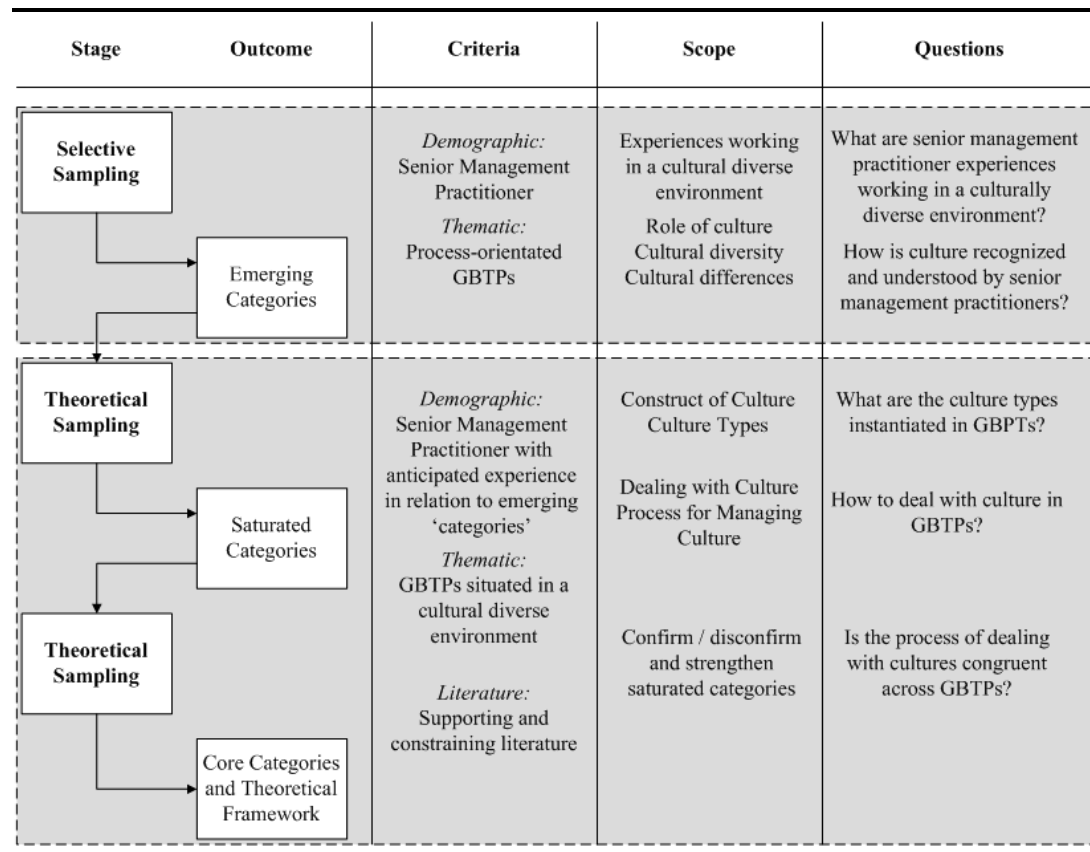 Stage
Outcome
Criteria
Scope
Questions
Selective
Sampling
Emerging
Categories
Demographic:
Senior Management
Practitioner
Thematic:
Process-orientated
GBTPs
Experiences working
in a cultural diverse
environment
Role of culture
Cultural diversity
Cultural differences
What are senior management
practitioner experiences
working in a culturally
diverse environment?
How is culture recognized
and understood by senior
management practitioners?
Theoretical
Sampling
Saturated
Categories
Theoretical
Sampling
Core Categories
and Theoretical
Framework
Demographic:
Senior Management
Practitioner with
anticipated experience
in relation to emerging
‘categories’
Thematic:
GBTPs situated in a
cultural diverse
environment
Literature:
Supporting and
constraining literature
Construct of Culture
Culture Types
Dealing with Culture
Process for Managing
Culture
Confirm / disconfirm
and strengthen
saturated categories
What are the culture types
instantiated in GBPTs?
How to deal with culture in
GBTPs?
Is the process of dealing
with cultures congruent
across GBTPs?